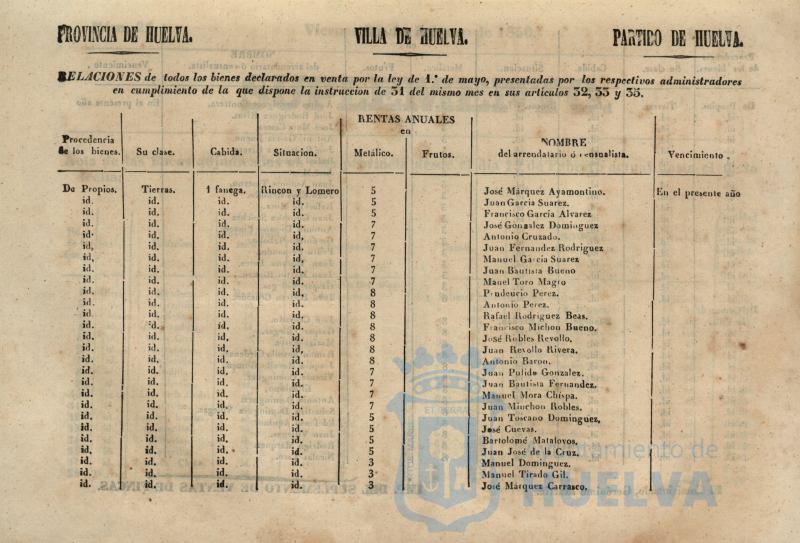 PROVINCIA DE HUELVA. VILLA DE HUELVA. PARTIDO DE HUELVA.
RELACIONES de todos los bienes declarados en venta por la ley de 1.º de mayo, presentadas por los respectivos administradores
en cumplimiento de la que dispone la instruccion de 31 del mismo mes en sus artículos 32, 33 y 35.
RENTAS ANUALES
en
Procedencia de los bienes. Su clase. Cabida. Situacion. Metálico. Frutos. NOMBRE del arrendatario ó censualista. Vencimiento.
De Propios. Tierras. 1 fanega. Rincon y Lomero 5 José Márquez Ayamontino. En el presente año
id. id. id. id. 5 Juan Garcia Suarez.
id. id. id. id. 5 Francisco García Alvarez
id. id. id. id. 7 José Gonzalez Dominguez
id. id. id. id. 7 Antonio Cruzado.
id. id. id. id. 7 Juan Fernandez Rodriguez
id. id. id. id. 7 Manuel Garcia Suarez
id. id. id. id. 7 Juan Bautista Bueno
id. id. id. id. 7 Manel Toro Magro
id. id. id. id. 8 Prudencio Perez.
id. id. id. id. 8 Antonio Perez.
id. id. id. id. 8 Rafael Rodriguez Beas.
id. id. id. id. 8 Francisco Michou Bueno.
id. id. id. id. 8 José Robles Revollo.
id. id. id. id. 8 Juan Revollo Rivera.
id. id. id. id. 8 Antonio Baron.
id. id. id. id. 7 Juan Pulido Gonzalez.
id. id. id. id. 7 Juan Bautista Fernandez.
id. id. id. id. 7 Manuel Mora Chispa.
id. id. id. id. 7 Juan Minchon Robles.
id. id. id. id. 5 Juan Toscano Dominguez,
id. id. id. id. 5 José Cuevas.
id. id. id. id. 5 Bartolomé Matalovos.
id. id. id. id. 5 Juan José de la Cruz.
id. id. id. id. 3 Manuel Dominguez.
id. id. id. id. 3 Manuel Tirado Gil.
id. id. id. id. 3 José Márquez Carrasco.
Ayuntamiento de
HUELVA